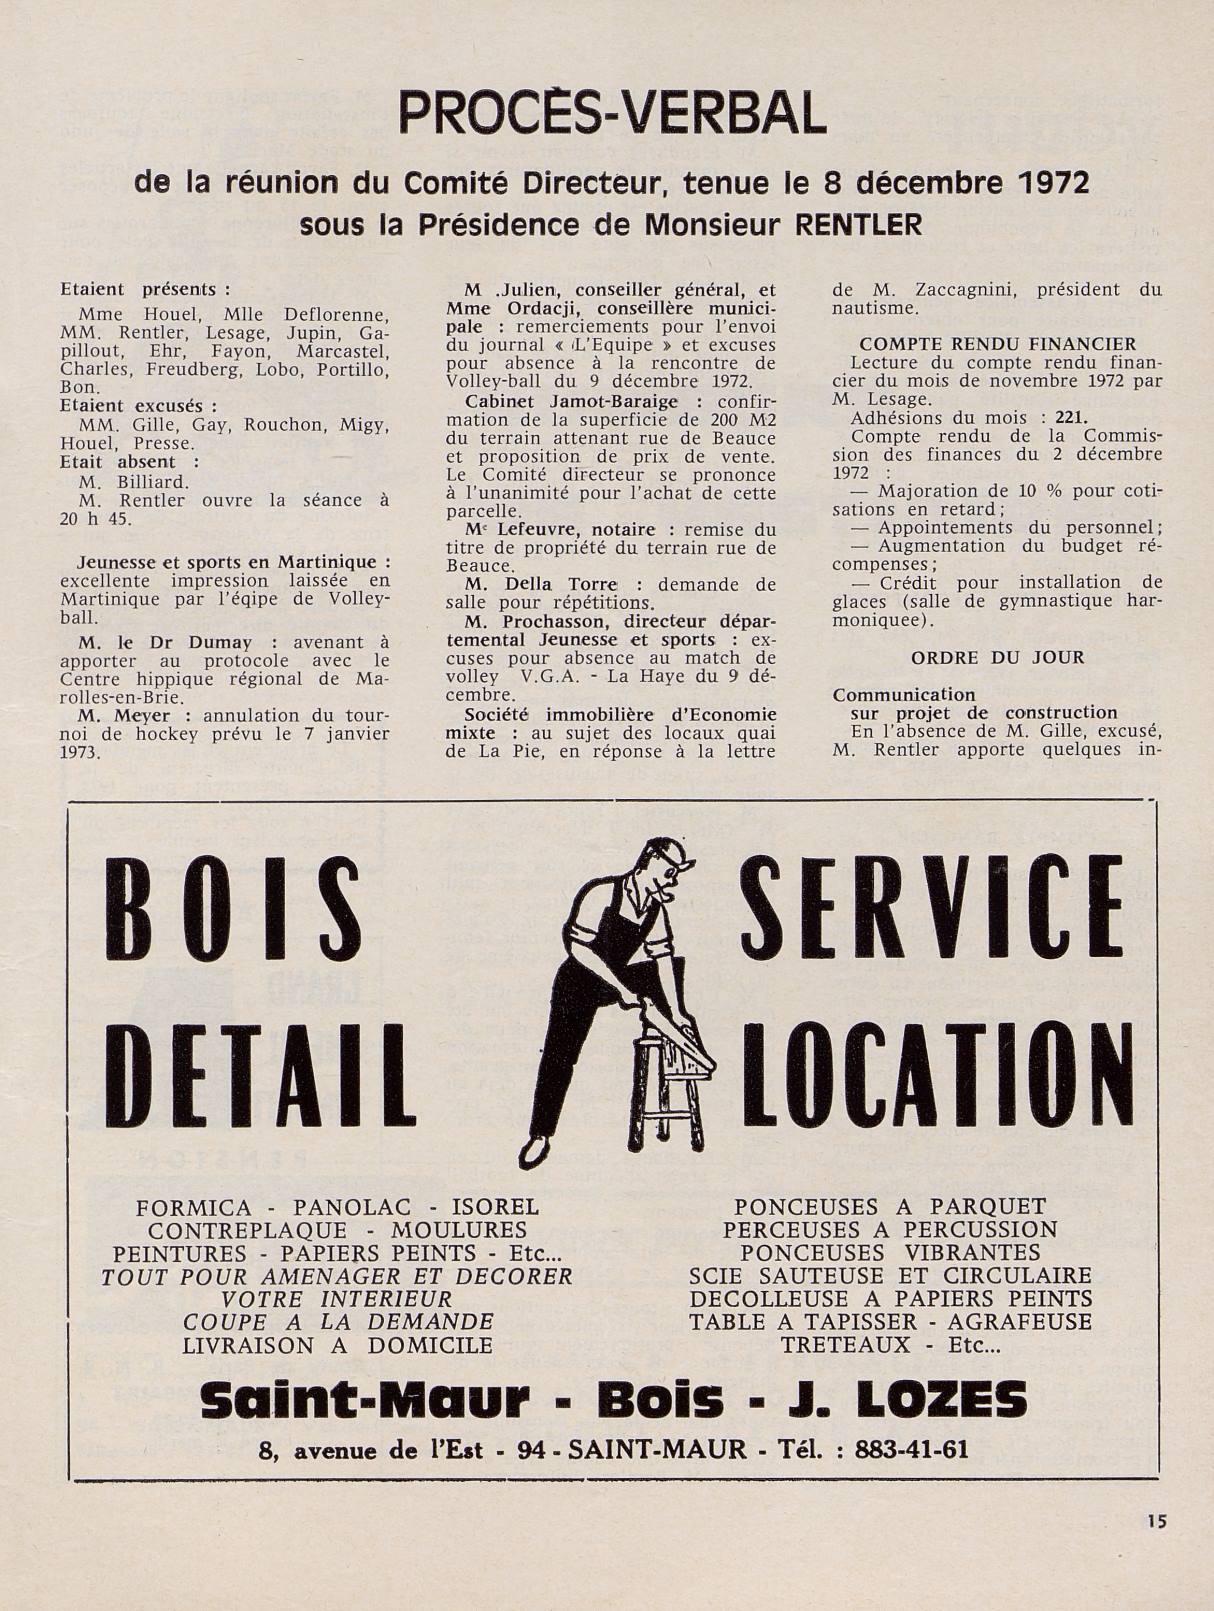 PROCÈS-VERBAL
de la réunion du Comité Directeur, tenue le 8 décembre 1972
sous la Présidence de Monsieur RENTLER
Etaient présents :
Mme Houel, Mlle Deflorenne,
MM. Rentler, Lesage, Jupin, Ga-
pillout, Ehr, Fayon, Marcastel,
Charles, Freudberg, Lobo, Portillo,
Bon.
Etaient excusés :
MM. Gille, Gay, Rouchon, Migy,
Houel, Presse.
Etait absent :
M. Billiard.
M. Rentler ouvre la séance à
20 h 45.
Jeunesse et sports en Martinique :
excellente impression laissée en
Martinique par l'éqipe de Volley-
ball.
M. le Dr Dumay : avenant à
apporter au protocole avec le
Centre hippique régional de Ma-
rolles-en-Brie.
M. Meyer : annulation du tour-
noi de hockey prévu le 7 janvier
1973.
M .Julien, conseiller général, et
Mme Ordacji, conseillère munici-
pale : remerciements pour l'envoi
du journal « L'Equipe » et excuses
pour absence à la rencontre de
Volley-ball du 9 décembre 1972.
Cabinet Jamot-Baraige : confir-
mation de la superficie de 200 M2
du terrain attenant rue de Beauce
et proposition de prix de vente.
Le Comité directeur se prononce
à l'unanimité pour l'achat de cette
parcelle.
Me Lefeuvre, notaire : remise du
titre de propriété du terrain rue de
Beauce.
M. Della Torre : demande de
salle pour répétitions.
M. Prochasson, directeur dépar-
temental Jeunesse et sports : ex-
cuses pour absence au match de
volley V.G.A. - La Haye du 9 dé-
cembre.
Société immobilière d'Economie
mixte : au sujet des locaux quai
de La Pie, en réponse à la lettre
de M. Zaccagnini, président du
nautisme.
COMPTE RENDU FINANCIER
Lecture du compte rendu finan-
cier du mois de novembre 1972 par
M. Lesage.
Adhésions du mois : 221.
Compte rendu de la Commis-
sion des finances du 2 décembre
1972 :
— Majoration de 10 % pour coti-
sations en retard ;
— Appointements du personnel ;
— Augmentation du budget ré-
compenses ;
— Crédit pour installation de
glaces (salle de gymnastique har-
moniquee).
ORDRE DU JOUR
Communication
sur projet de construction
En l'absence de M. Gille, excusé,
M. Rentler apporte quelques in-
BOIS
DETAIL
SERVICE
LOCATION
FORMICA - PANOLAC - ISOREL
CONTREPLAQUE - MOULURES
PEINTURES - PAPIERS PEINTS - Etc...
TOUT POUR AMENAGER ET DECORER
VOTRE INTERIEUR
COUPE A LA DEMANDE
LIVRAISON A DOMICILE
PONCEUSES A PARQUET
PERCEUSES A PERCUSSION
PONCEUSES VIBRANTES
SCIE SAUTEUSE ET CIRCULAIRE
DECOLLEUSE A PAPIERS PEINTS
TABLE A TAPISSER - AGRAFEUSE
TRETEAUX - Etc...
Saint-Maur - Bois - J. LOZES
8, avenue de l'Est - 94 - SAINT-MAUR - Tél. : 883-41-61
15